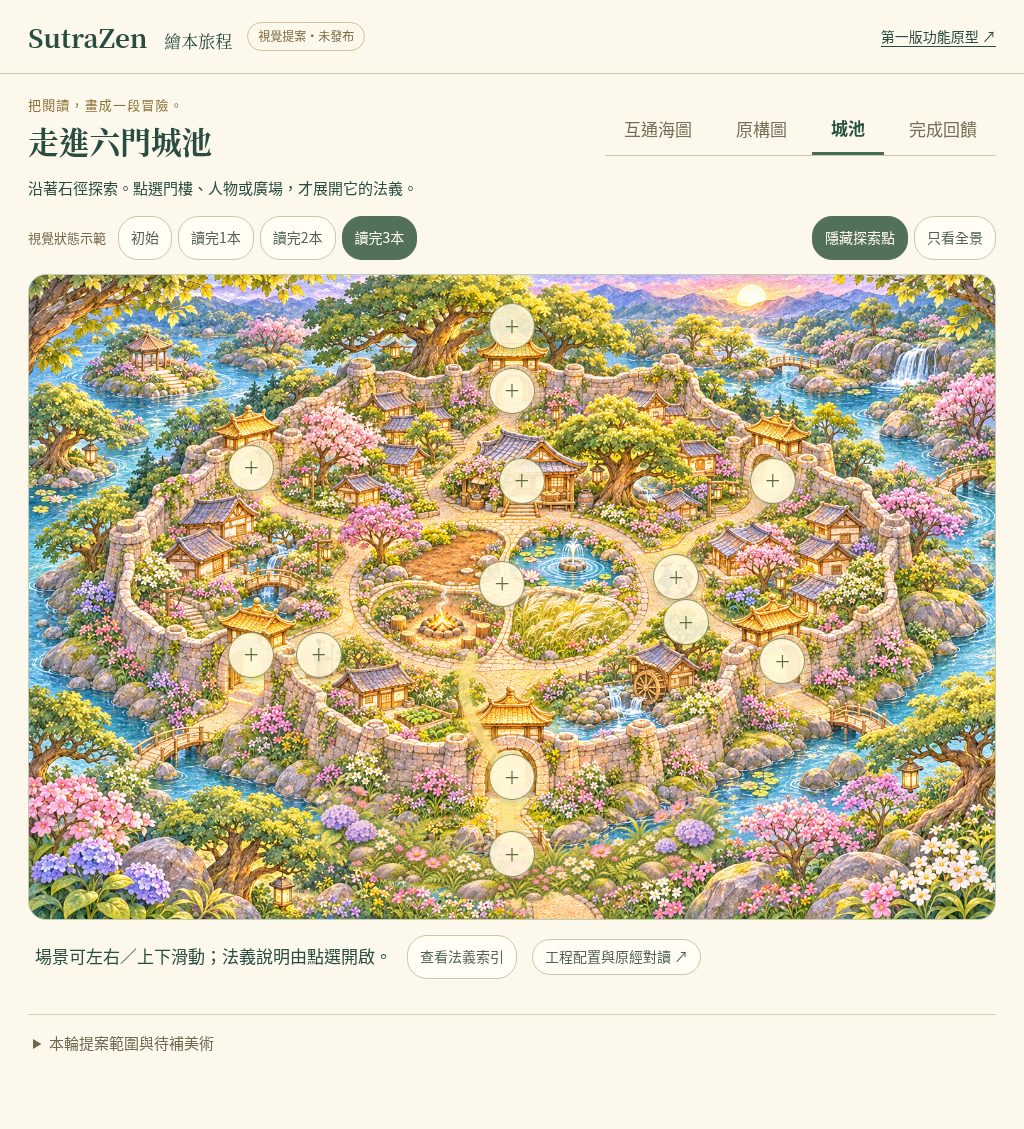 SutraZen 繪本旅程 視覺提案・未發布 第一版功能原型 ↗
把閱讀，畫成一段冒險。
走進六門城池
互通海圖 原構圖 城池 完成回饋
沿著石徑探索。點選門樓、人物或廣場，才展開它的法義。
視覺狀態示範 初始 讀完1本 讀完2本 讀完3本 隱藏探索點 只看全景
場景可左右／上下滑動；法義說明由點選開啟。 查看法義索引 工程配置與原經對讀 ↗
▶ 本輪提案範圍與待補美術